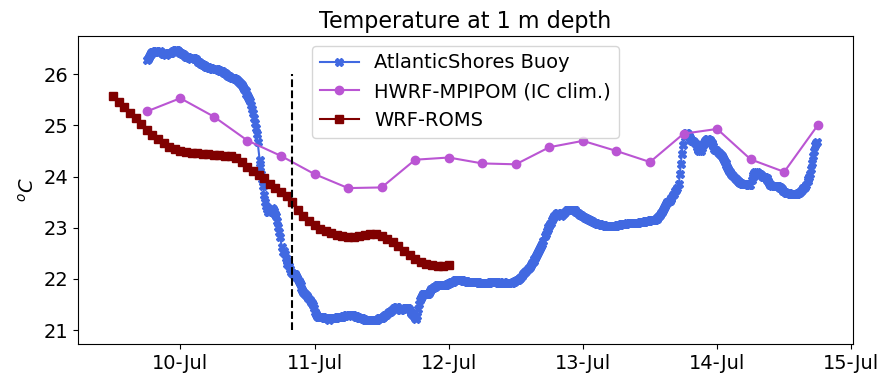 Temperature at 1 m depth
AtlanticShores Buoy
HWRF-MPIPOM (IC clim.)
WRF-ROMS
°C
26
25
24
23
22
21
10-Jul
11-Jul
12-Jul
13-Jul
14-Jul
15-Jul